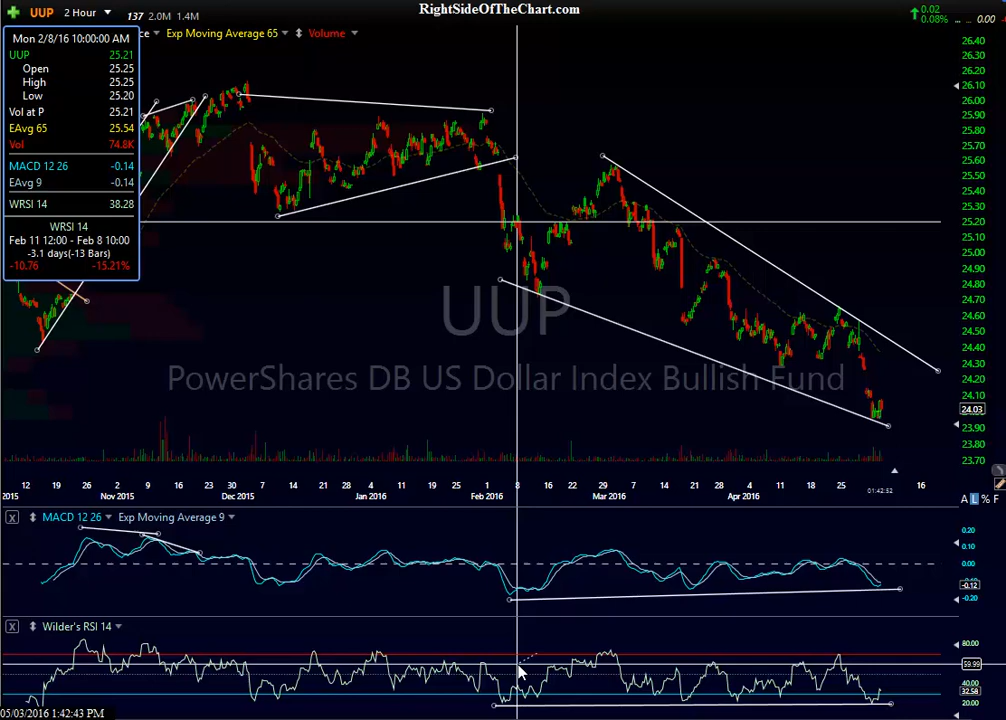 UUP 2 Hour 137 2.0M 1.4M
RightSideOfTheChart.com
0.02
0.08% 0.00
Mon 2/8/16 10:00:00 AM
ce Exp Moving Average 65 Volume
UUP 25.21
Open 25.25
High 25.25
Low 25.20
Vol at P 25.21
EAvg 65 25.54
Vol 74.8K
MACD 12 26 -0.14
EAvg 9 -0.14
WRSI 14 38.28
WRSI 14
Feb 11 12:00 - Feb 8 10:00
-3.1 days(-13 Bars)
-10.76 -15.21%
26.40
26.30
26.20
26.10
26.00
25.90
25.80
25.70
25.60
25.50
25.40
25.30
25.20
25.10
25.00
24.90
24.80
24.70
24.60
24.50
24.40
24.30
24.20
24.10
24.03
23.90
23.80
23.70
UUP
PowerShares DB US Dollar Index Bullish Fund
12 19 26 9 16 23 30 7 14 21 28 4 11 19 25 1 8 16 22 7 14 21 28 11 18 25 16
2015 Nov 2015 Dec 2015 Jan 2016 Feb 2016 Mar 2016 Apr 2016
01:42:52
A L % F
X MACD 12 26 Exp Moving Average 9
0.20
0.10
0.00
-0.12
-0.20
X Wilder's RSI 14
80.00
59.99
40.00
32.58
20.00
05/03/2016 1:42:43 PM